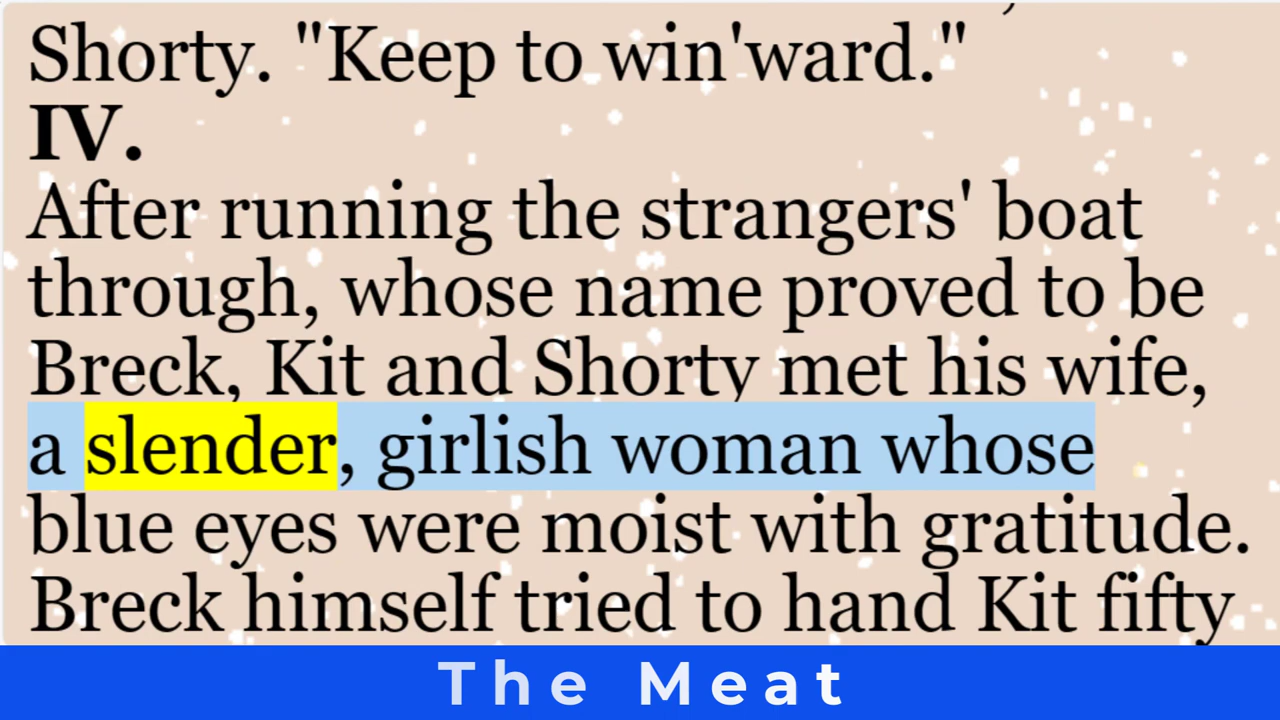 Shorty. "Keep to win'ward."
IV.
After running the strangers' boat
through, whose name proved to be
Breck, Kit and Shorty met his wife,
a slender, girlish woman whose
blue eyes were moist with gratitude.
Breck himself tried to hand Kit fifty
The Meat